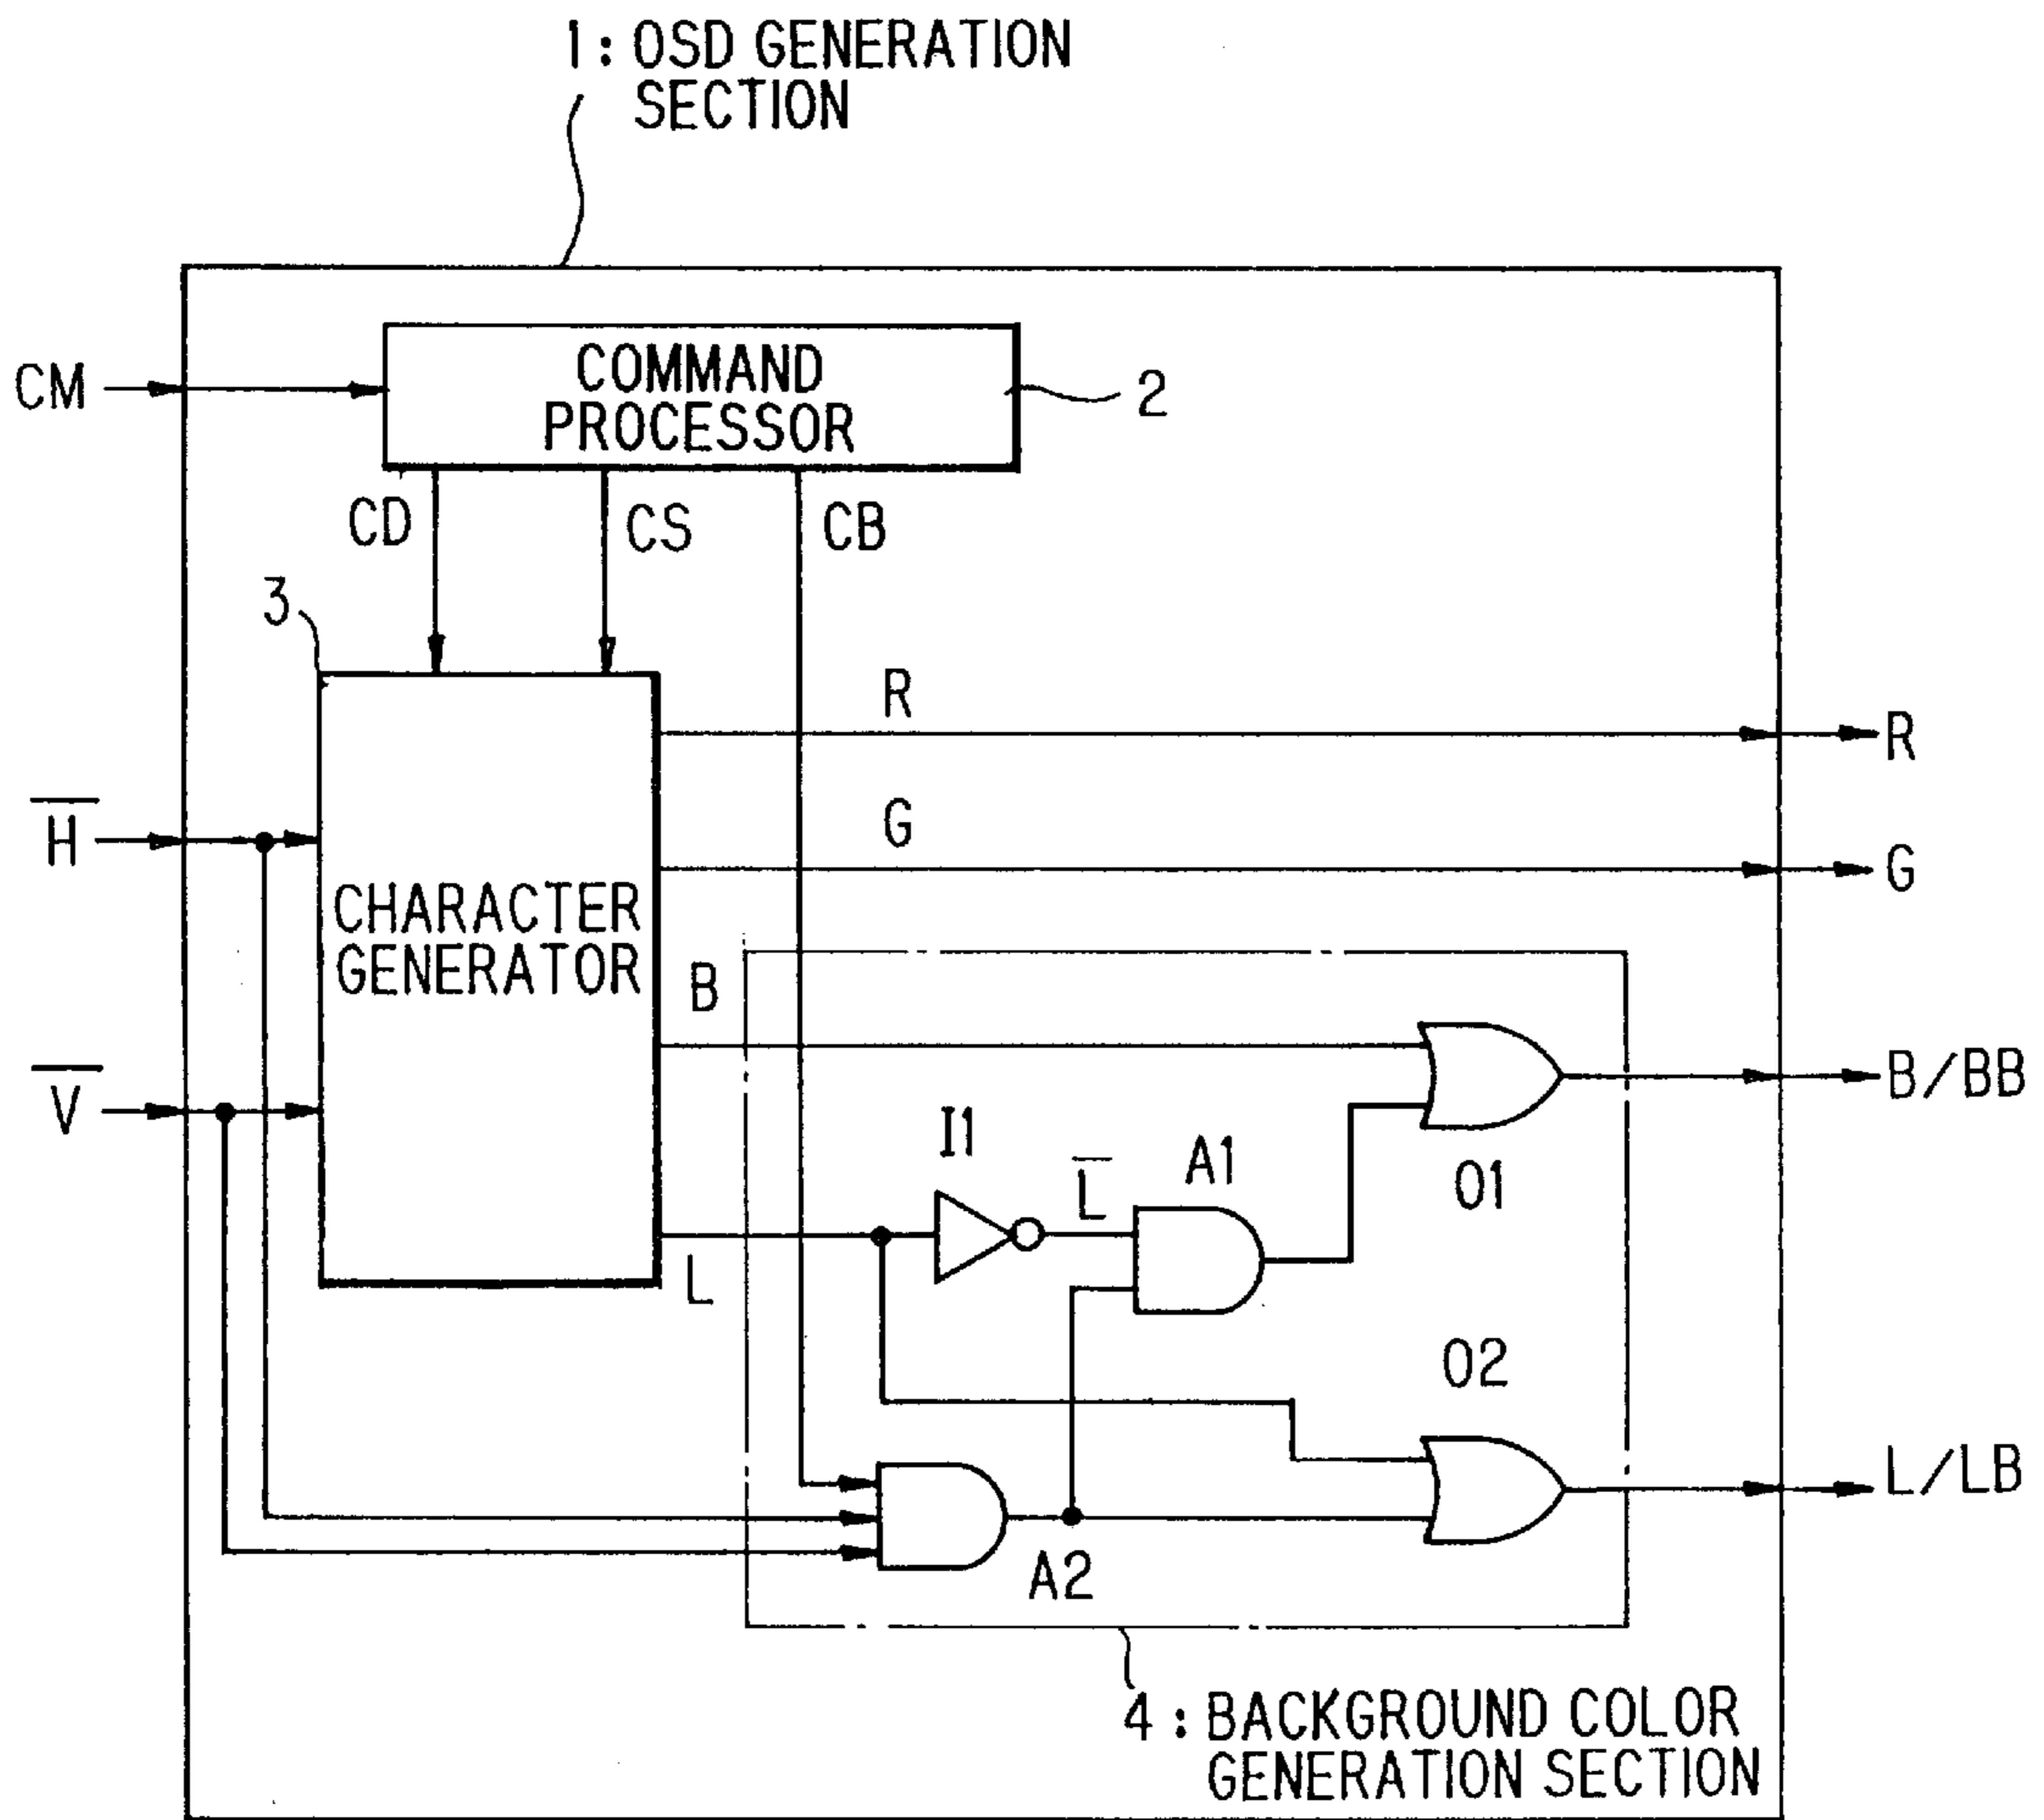 1 : OSD GENERATION
SECTION
COMMAND
PROCESSOR
2
CM
CD
CS
CB
3
R
R
H̅
G
G
CHARACTER
GENERATOR
B
B/BB
V̅
I1
L̅
A1
O1
L
O2
L/LB
A2
4 : BACKGROUND COLOR
GENERATION SECTION